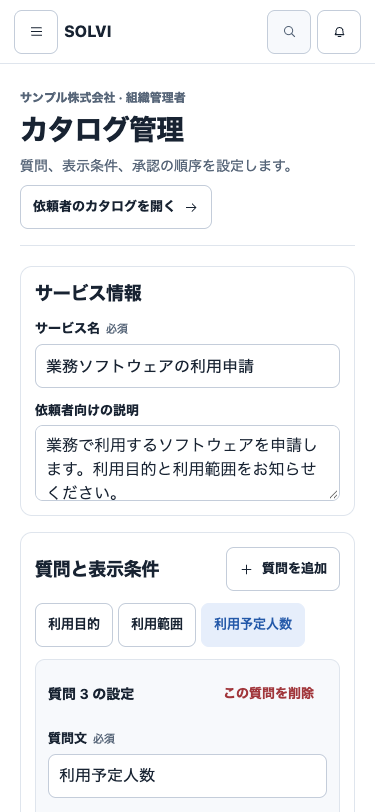 SOLVI
サンプル株式会社 · 組織管理者
カタログ管理
質問、表示条件、承認の順序を設定します。
依頼者のカタログを開く →
サービス情報
サービス名 必須
業務ソフトウェアの利用申請
依頼者向けの説明
業務で利用するソフトウェアを申請し
ます。利用目的と利用範囲をお知らせ
ください。
質問と表示条件
＋ 質問を追加
利用目的 利用範囲 利用予定人数
質問 3 の設定
この質問を削除
質問文 必須
利用予定人数